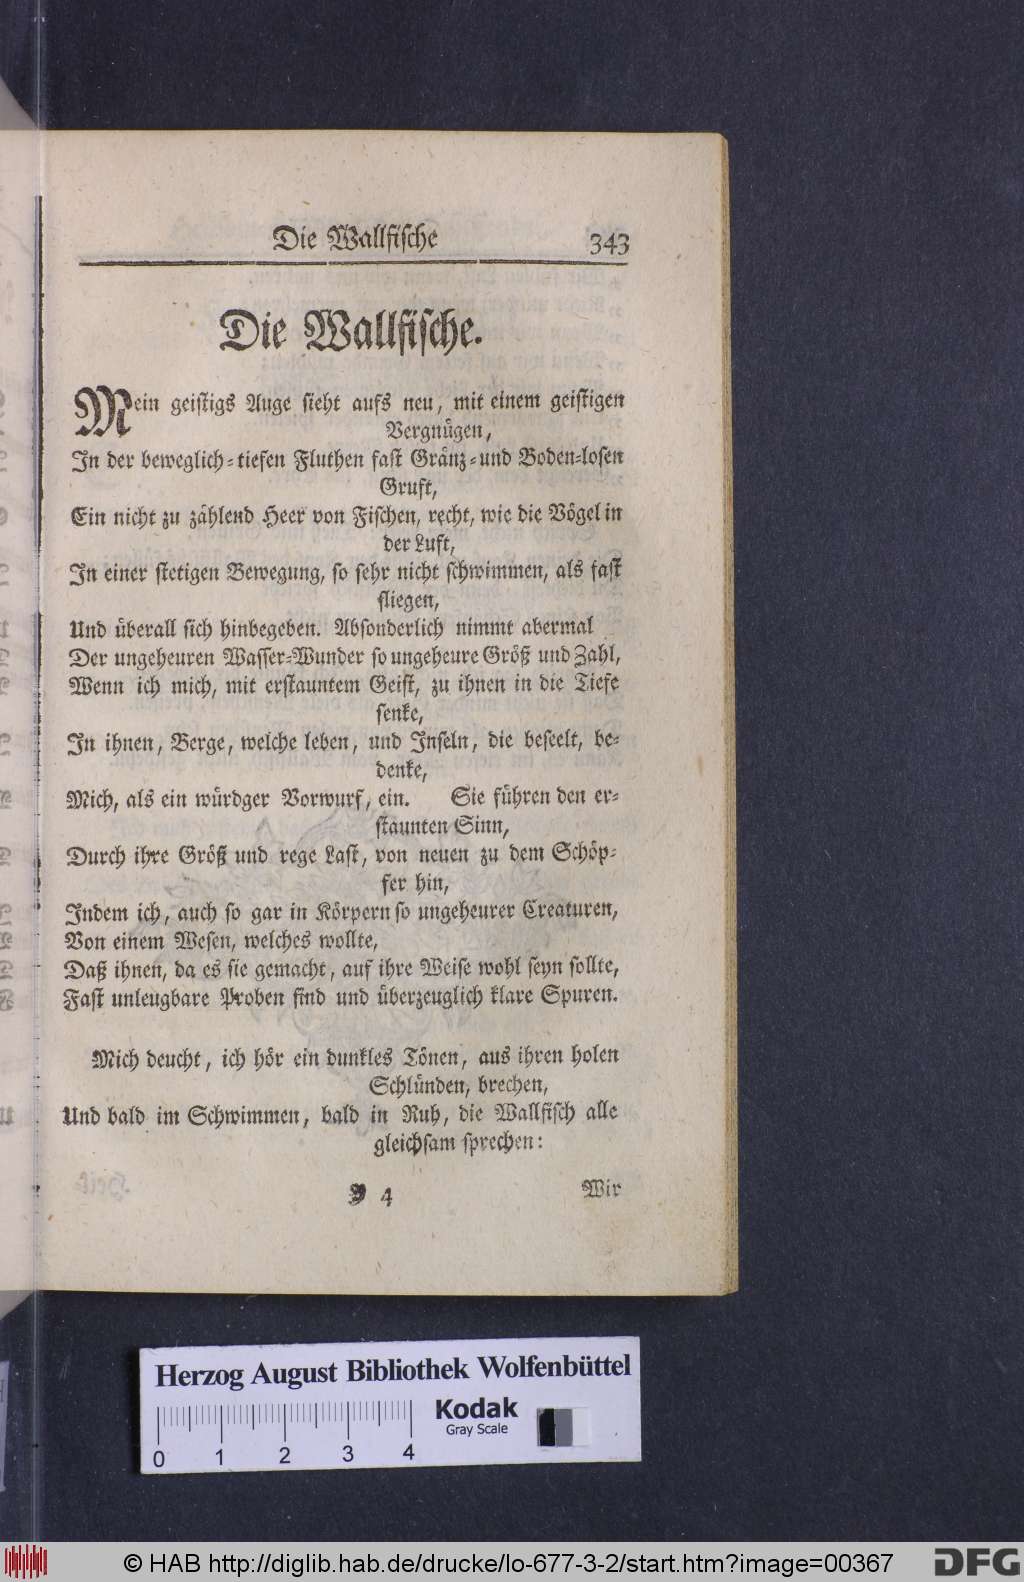 Die Wallfische 343
Die Wallfische.
Mein geistigs Auge sieht aufs neu, mit einem geistigen
Vergnügen,
In der beweglich-tiefen Fluthen fast Gränz-und Boden-losen
Gruft,
Ein nicht zu zählend Heer von Fischen, recht, wie die Vögel in
der Luft,
In einer stetigen Bewegung, so sehr nicht schwimmen, als fast
fliegen,
Und überall sich hinbegeben. Absonderlich nimmt abermal
Der ungeheuren Wasser-Wunder so ungeheure Größ und Zahl,
Wenn ich mich, mit erstauntem Geist, zu ihnen in die Tiefe
senke,
In ihnen, Berge, welche leben, und Inseln, die beseelt, be-
denke,
Mich, als ein würdger Vorwurf, ein. Sie führen den er-
staunten Sinn,
Durch ihre Größ und rege Last, von neuen zu dem Schöp-
fer hin,
Indem ich, auch so gar in Körpern so ungeheurer Creaturen,
Von einem Wesen, welches wollte,
Daß ihnen, da es sie gemacht, auf ihre Weise wohl seyn sollte,
Fast unleugbare Proben find und überzeuglich klare Spuren.
Mich deucht, ich hör ein dunkles Tönen, aus ihren holen
Schlünden, brechen,
Und bald im Schwimmen, bald in Ruh, die Wallfisch alle
gleichsam sprechen:
Y 4 Wir
Herzog August Bibliothek Wolfenbüttel
Kodak
Gray Scale
0 1 2 3 4
© HAB http://diglib.hab.de/drucke/lo-677-3-2/start.htm?image=00367
DFG